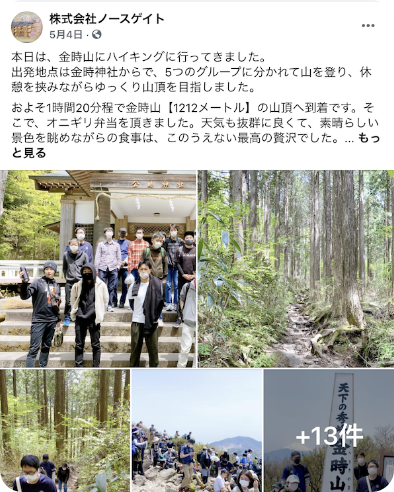 株式会社ノースゲイト
5月4日・
本日は、金時山にハイキングに行ってきました。
出発地点は金時神社からで、5つのグループに分かれて山を登り、休
憩を挟みながらゆっくり山頂を目指しました。
およそ1時間20分程で金時山【1212メートル】の山頂へ到着です。そ
こで、オニギリ弁当を頂きました。天気も抜群に良くて、素晴らしい
景色を眺めながらの食事は、このうえない最高の贅沢でした。... もっ
と見る
天下の秀
金時山
+13件